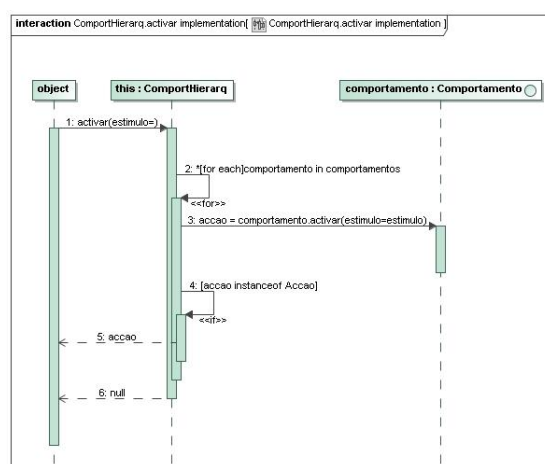 interaction ComportHierarq.activar implementation[ ComportHierarq.activar implementation ]
object
this : ComportHierarq
comportamento : Comportamento
1: activar(estimulo=)
2: *[for each]comportamento in comportamentos
<<for>>
3: accao = comportamento.activar(estimulo=estimulo)
4: [accao instanceof Accao]
<<if>>
5: accao
6: null